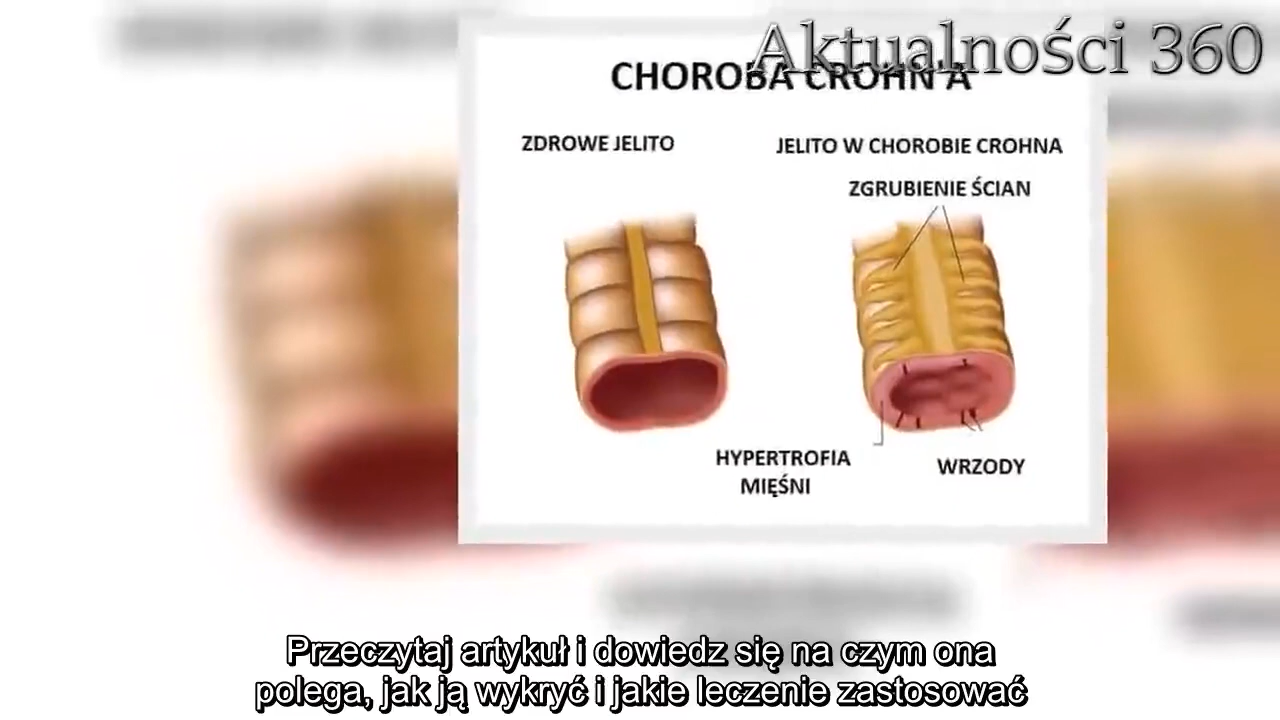 Aktualności 360
CHOROBA CROHN'A
ZDROWE JELITO
JELITO W CHOROBIE CROHNA
ZGRUBIENIE ŚCIAN
HYPERTROFIA
MIĘŚNI
WRZODY
Przeczytaj artykuł i dowiedz się na czym ona
polega, jak ją wykryć i jakie leczenie zastosować